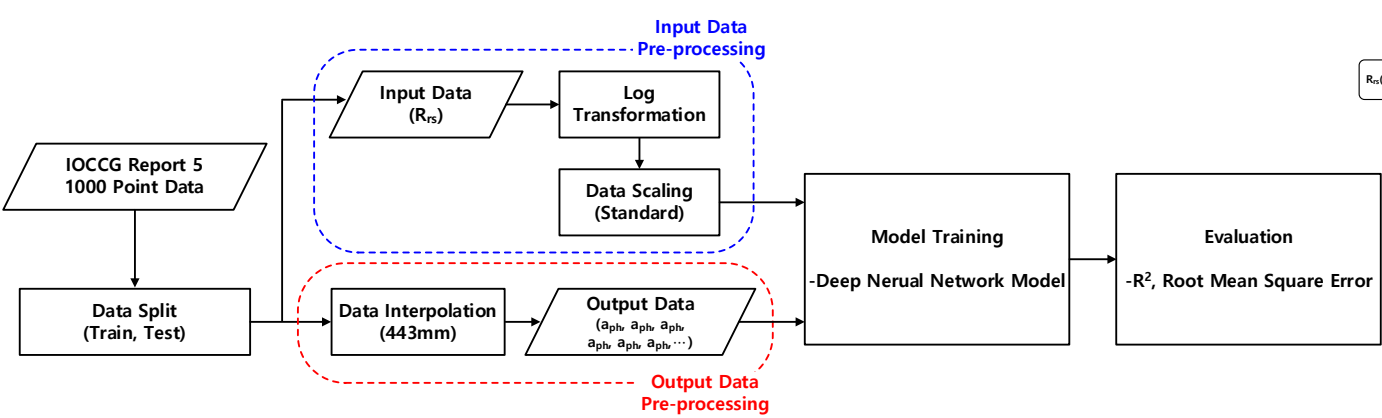 Input Data
Pre-processing
Input Data
(Rrs)
Log
Transformation
Rrs(
IOCCG Report 5
1000 Point Data
Data Scaling
(Standard)
Model Training
-Deep Nerual Network Model
Evaluation
-R², Root Mean Square Error
Data Split
(Train, Test)
Data Interpolation
(443mm)
Output Data
(aph, aph, aph,
aph, aph, aph,⋯)
Output Data
Pre-processing